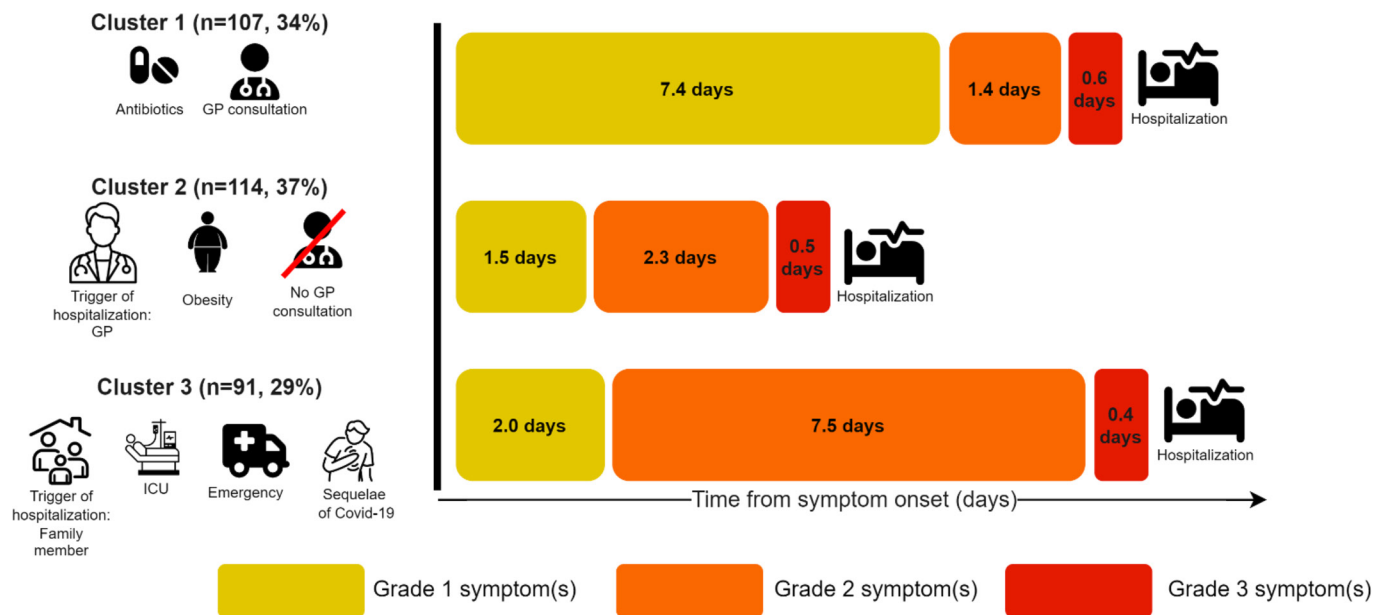 Cluster 1 (n=107, 34%)
Antibiotics
GP consultation
7.4 days
1.4 days
0.6
days
Hospitalization
Cluster 2 (n=114, 37%)
Trigger of
hospitalization:
GP
Obesity
No GP
consultation
1.5 days
2.3 days
0.5
days
Hospitalization
Cluster 3 (n=91, 29%)
Trigger of
hospitalization:
Family
member
ICU
Emergency
Sequelae
of Covid-19
2.0 days
7.5 days
0.4
days
Hospitalization
Time from symptom onset (days)
Grade 1 symptom(s)
Grade 2 symptom(s)
Grade 3 symptom(s)